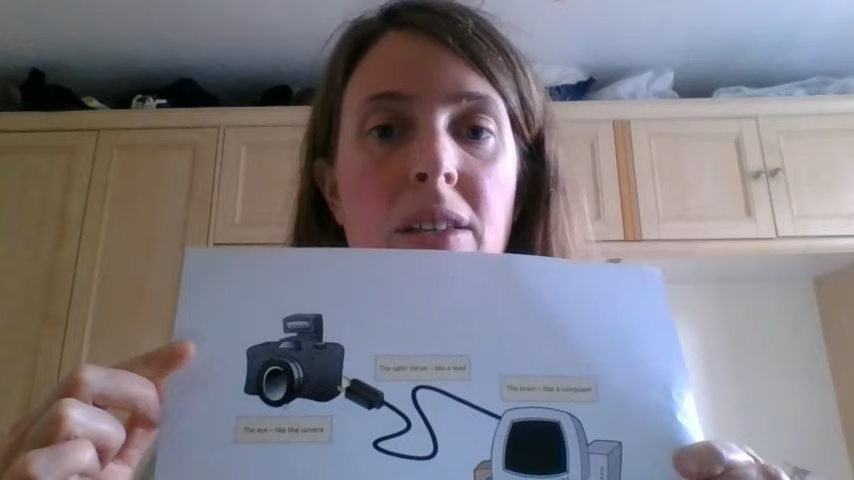 The optic nerve – like a lead
The brain – like a computer
The eye – like the camera